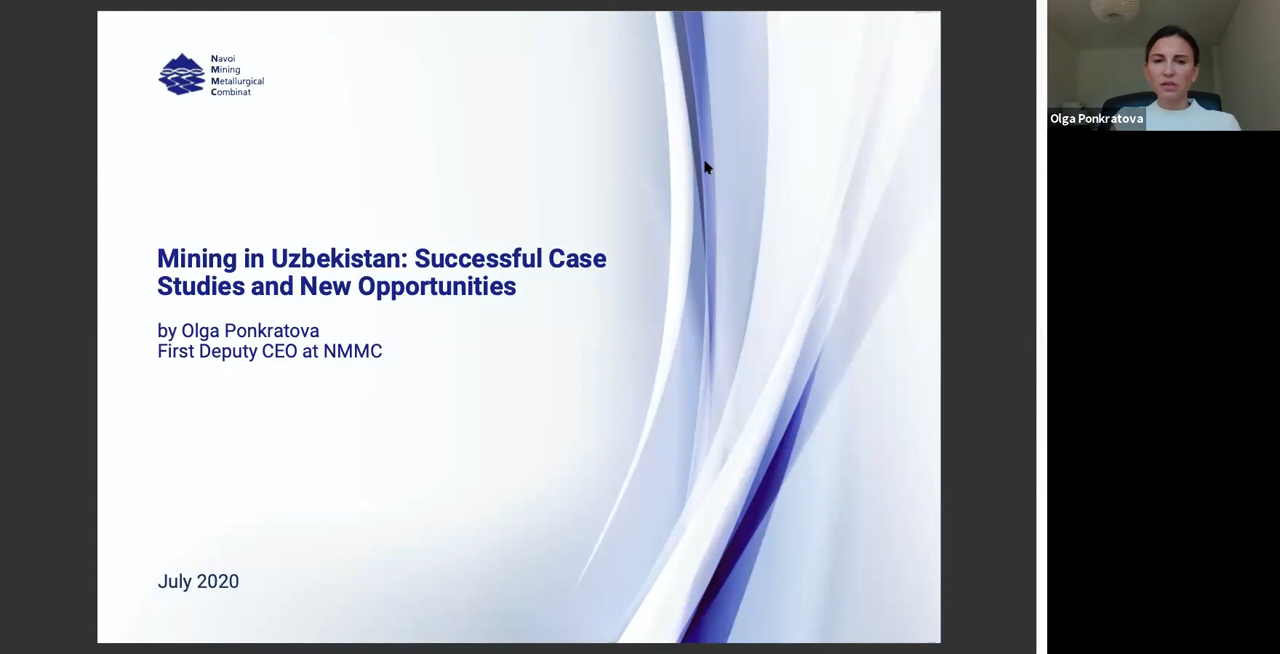 Navoi
Mining
Metallurgical
Combinat
Olga Ponkratova
Mining in Uzbekistan: Successful Case
Studies and New Opportunities
by Olga Ponkratova
First Deputy CEO at NMMC
July 2020